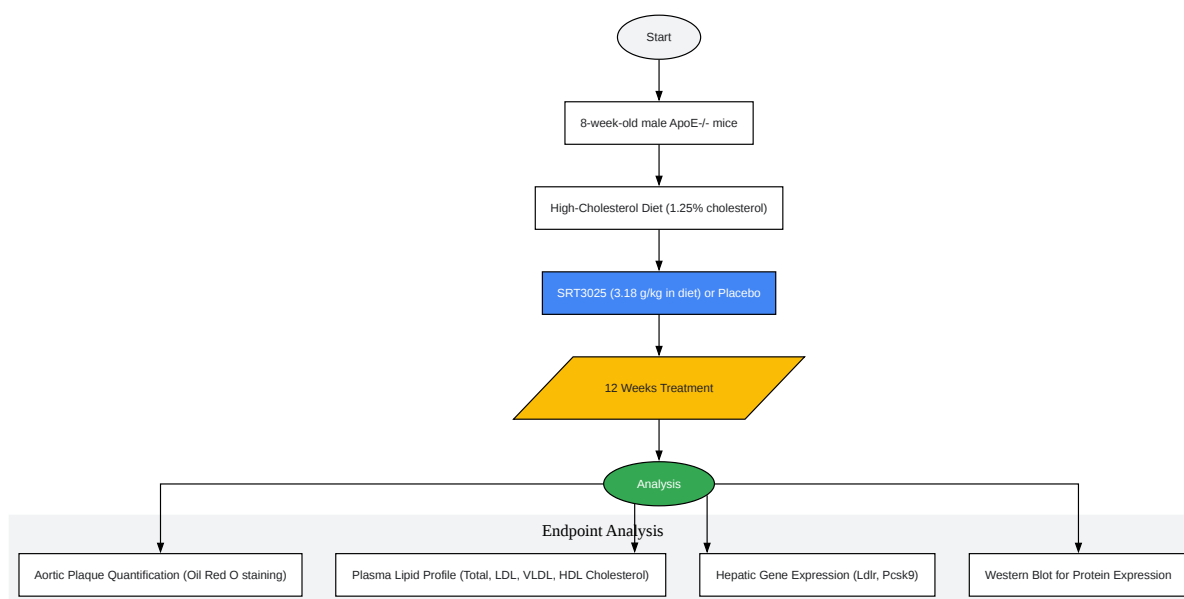 Start
8-week-old male ApoE-/- mice
High-Cholesterol Diet (1.25% cholesterol)
SRT3025 (3.18 g/kg in diet) or Placebo
12 Weeks Treatment
Analysis
Endpoint Analysis
Aortic Plaque Quantification (Oil Red O staining)
Plasma Lipid Profile (Total, LDL, VLDL, HDL Cholesterol)
Hepatic Gene Expression (Ldlr, Pcsk9)
Western Blot for Protein Expression